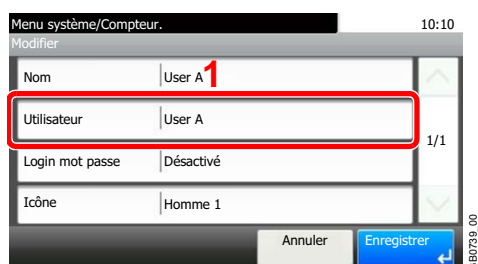 Menu système/Compteur. 10:10
Modifier
Nom User A 1
Utilisateur User A
1/1
Login mot passe Désactivé
Icône Homme 1
Annuler Enregistrer
B0739_00